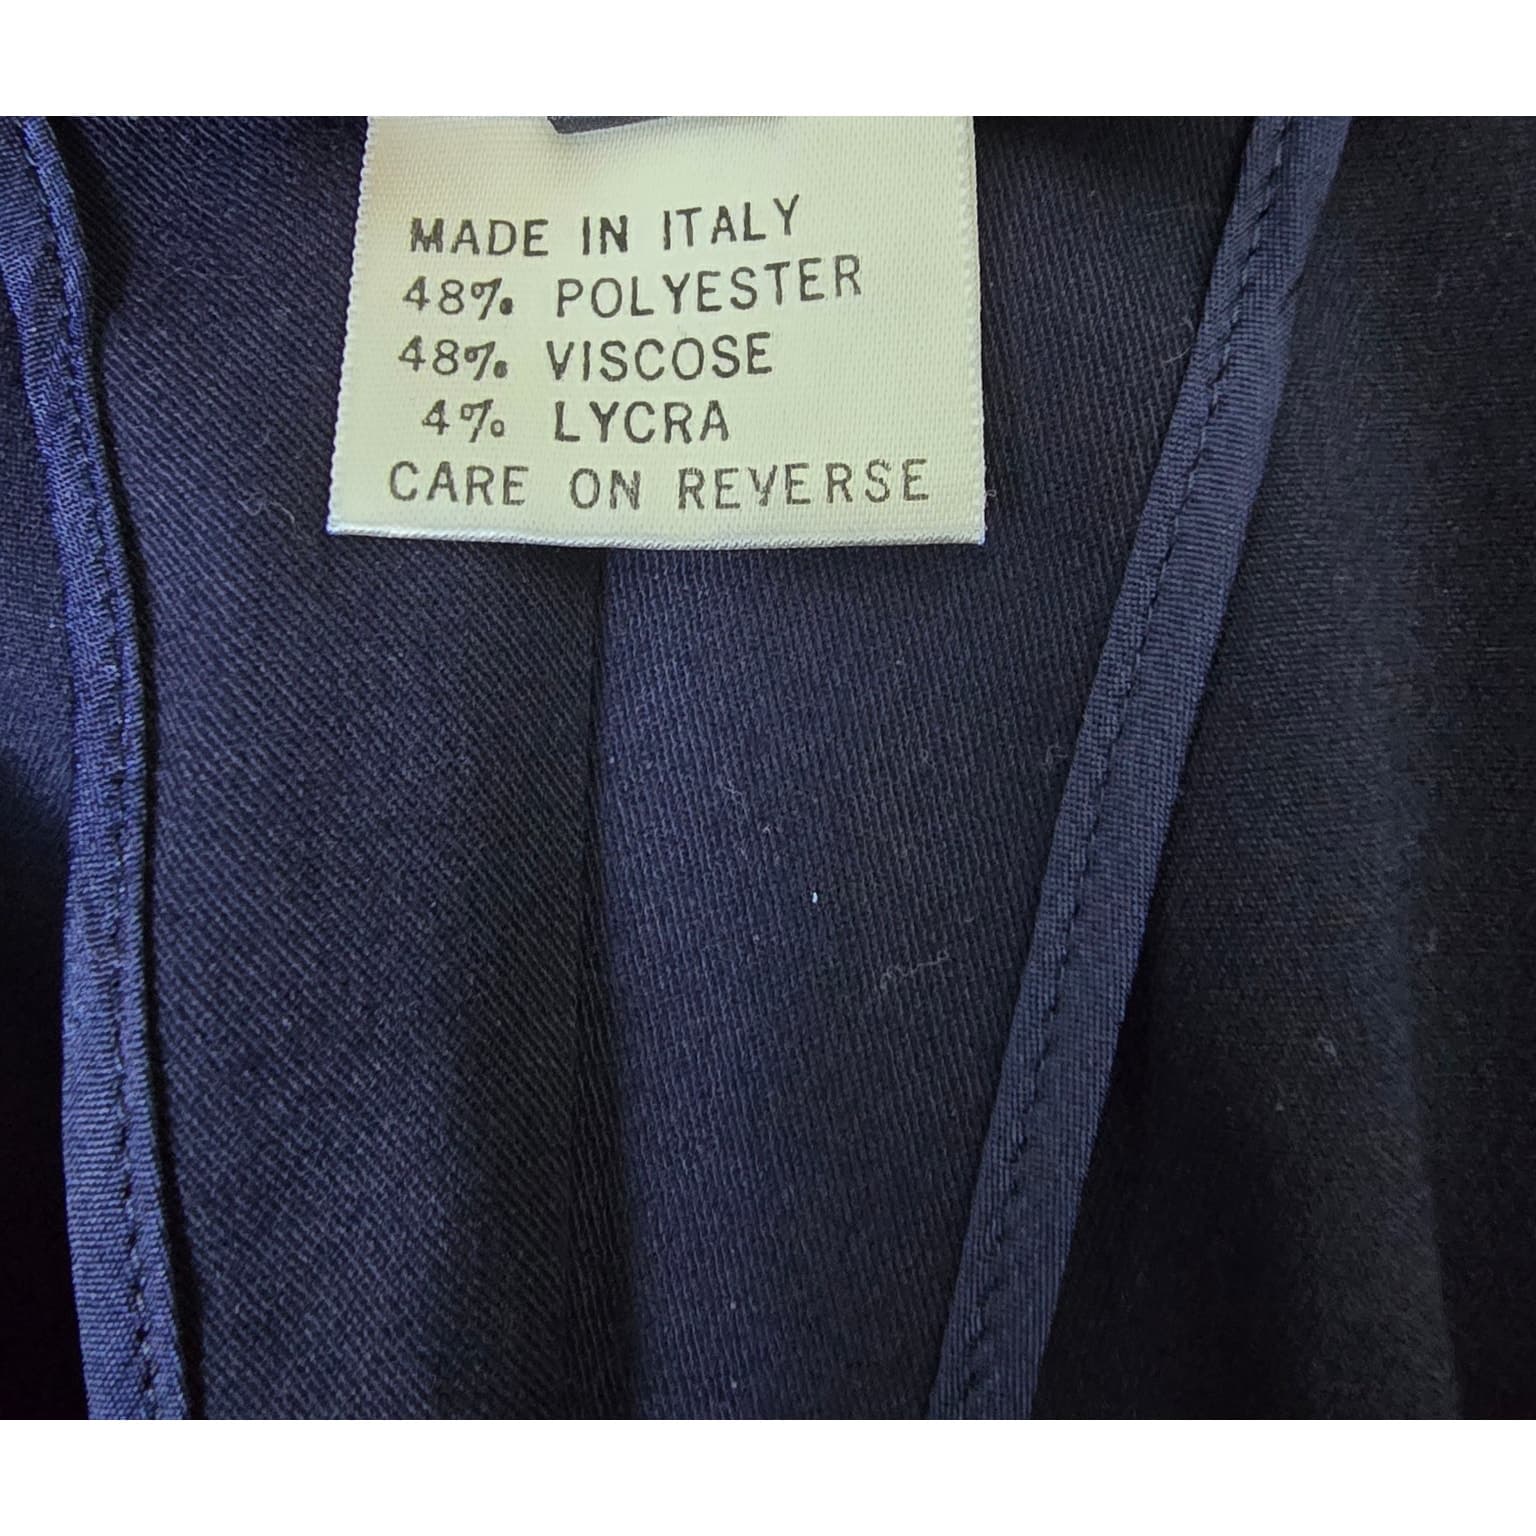 MADE IN ITALY
48% POLYESTER
48% VISCOSE
4% LYCRA
CARE ON REVERSE